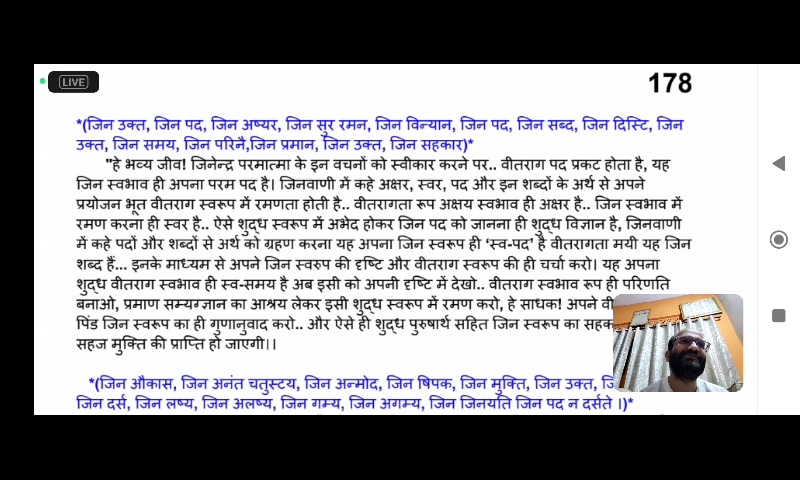 LIVE
178
*(जिन उक्त, जिन पद, जिन अष्यर, जिन सुर रमन, जिन विन्यान, जिन पद, जिन सब्द, जिन दिस्टि, जिन
उक्त, जिन समय, जिन परिनै,जिन प्रमान, जिन उक्त, जिन सहकार)*
"हे भव्य जीव! जिनेन्द्र परमात्मा के इन वचनों को स्वीकार करने पर.. वीतराग पद प्रकट होता है, यह
जिन स्वभाव ही अपना परम पद है। जिनवाणी में कहे अक्षर, स्वर, पद और इन शब्दों के अर्थ से अपने
प्रयोजन भूत वीतराग स्वरूप में रमणता होती है.. वीतरागता रूप अक्षय स्वभाव ही अक्षर है.. जिन स्वभाव में
रमण करना ही स्वर है.. ऐसे शुद्ध स्वरूप में अभेद होकर जिन पद को जानना ही शुद्ध विज्ञान है, जिनवाणी
में कहे पदों और शब्दों से अर्थ को ग्रहण करना यह अपना जिन स्वरूप ही 'स्व-पद' है वीतरागता मयी यह जिन
शब्द हैं... इनके माध्यम से अपने जिन स्वरुप की दृष्टि और वीतराग स्वरूप की ही चर्चा करो। यह अपना
शुद्ध वीतराग स्वभाव ही स्व-समय है अब इसी को अपनी दृष्टि में देखो.. वीतराग स्वभाव रूप ही परिणति
बनाओ, प्रमाण सम्यग्ज्ञान का आश्रय लेकर इसी शुद्ध स्वरूप में रमण करो, हे साधक! अपने
पिंड जिन स्वरूप का ही गुणानुवाद करो.. और ऐसे ही शुद्ध पुरुषार्थ सहित जिन स्वरूप का
सहज मुक्ति की प्राप्ति हो जाएगी।।
*(जिन औकास, जिन अनंत चतुस्टय, जिन अन्मोद, जिन षिपक, जिन मुक्ति, जिन उक्त,
जिन दर्स, जिन लष्य, जिन अलष्य, जिन गम्य, जिन अगम्य, जिन जिनयति जिन पद न दर्सते ।)*